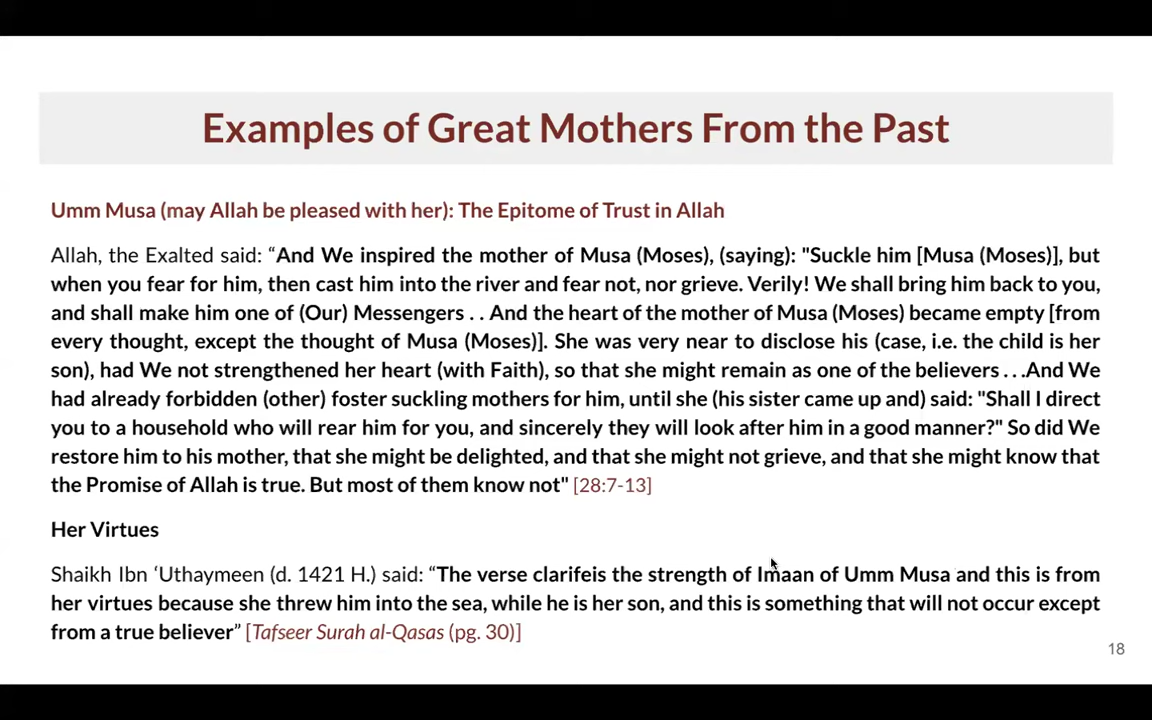 Examples of Great Mothers From the Past
Umm Musa (may Allah be pleased with her): The Epitome of Trust in Allah
Allah, the Exalted said: “And We inspired the mother of Musa (Moses), (saying): "Suckle him [Musa (Moses)], but
when you fear for him, then cast him into the river and fear not, nor grieve. Verily! We shall bring him back to you,
and shall make him one of (Our) Messengers . . And the heart of the mother of Musa (Moses) became empty [from
every thought, except the thought of Musa (Moses)]. She was very near to disclose his (case, i.e. the child is her
son), had We not strengthened her heart (with Faith), so that she might remain as one of the believers . . .And We
had already forbidden (other) foster suckling mothers for him, until she (his sister came up and) said: "Shall I direct
you to a household who will rear him for you, and sincerely they will look after him in a good manner?" So did We
restore him to his mother, that she might be delighted, and that she might not grieve, and that she might know that
the Promise of Allah is true. But most of them know not" [28:7-13]
Her Virtues
Shaikh Ibn ‘Uthaymeen (d. 1421 H.) said: “The verse clarifeis the strength of Imaan of Umm Musa and this is from
her virtues because she threw him into the sea, while he is her son, and this is something that will not occur except
from a true believer” [Tafseer Surah al-Qasas (pg. 30)]
18